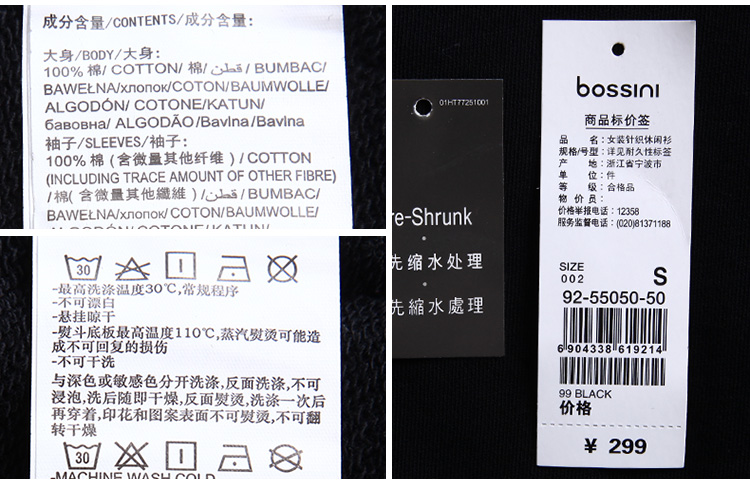 成分含量/CONTENTS/成分含量:
大身/BODY/大身:
100% 棉/ COTTON/ 棉/ قطن/ BUMBAC/
BAWEŁNA/хлопок/COTON/BAUMWOLLE/
ALGODÓN/ COTONE/KATUN/
бавовна/ ALGODÃO/Bavlna/Bavlna
袖子/SLEEVES/袖子:
100% 棉 (含微量其他纤维) / COTTON
(INCLUDING TRACE AMOUNT OF OTHER FIBRE)
/棉( 含微量其他纖維 ) /قطن/ BUMBAC/
BAWEŁNA/хлопок/COTON/BAUMWOLLE/
ALGODÓN/ COTONE/KATUN/
30
-最高洗涤温度30℃,常规程序
-不可漂白
-悬挂晾干
-熨斗底板最高温度110℃,蒸汽熨烫可能造
成不可回复的损伤
-不可干洗
与深色或敏感色分开洗涤, 反面洗涤, 不可
浸泡, 洗后随即干燥, 反面熨烫, 洗涤一次后
再穿着, 印花和图案表面不可熨烫, 不可翻
转干燥
30
-MACHINE WASH COLD
01HT77251001
re-Shrunk
先縮水处理
先縮水處理
bossini
商品标价签
品 名: 女装针织休闲衫
规格/号型: 详见耐久性标签
产 地: 浙江省宁波市
单 位: 件
等 级: 合格品
物 价 员:
价格举报电话: 12358
服务监督电话: (020)81371188
SIZE
002 S
92-55050-50
6 904338 619214
99 BLACK
价格
¥ 299